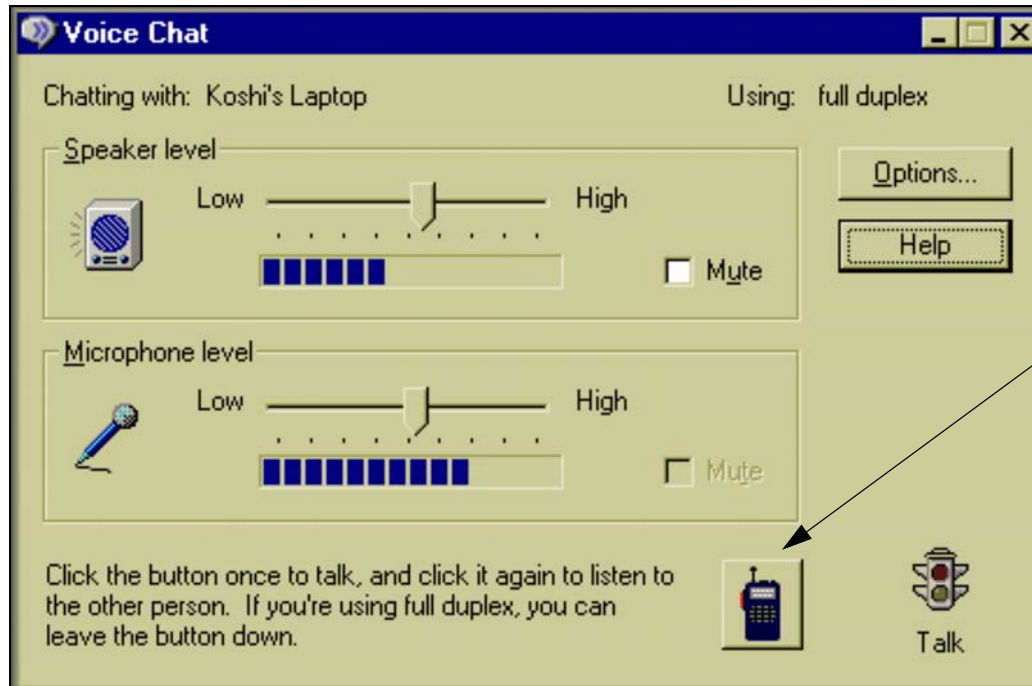 Voice Chat
Chatting with: Koshi's Laptop
Using: full duplex
Speaker level
Low
High
Mute
Options...
Help
Microphone level
Low
High
Mute
Click the button once to talk, and click it again to listen to
the other person. If you're using full duplex, you can
leave the button down.
Talk